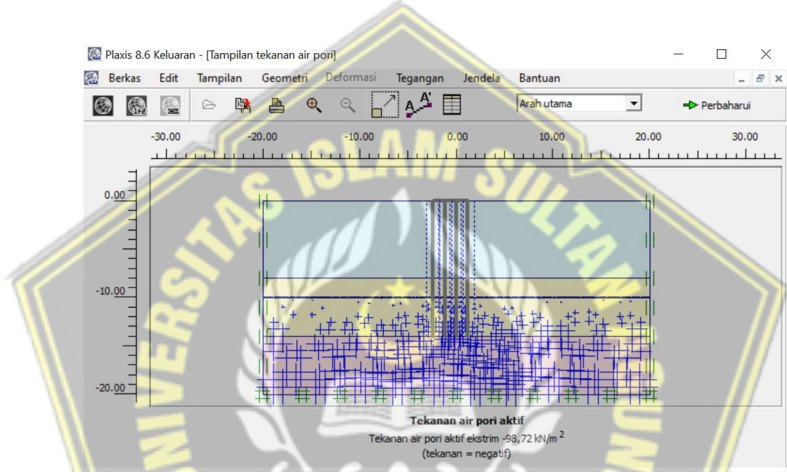 Plaxis 8.6 Keluaran - [Tampilan tekanan air pori]
Berkas Edit Tampilan Geometri Deformasi Tegangan Jendela Bantuan
A A* Arah utama Perbaharui
-30.00 -20.00 -10.00 0.00 10.00 20.00 30.00
0.00
-10.00
-20.00
Tekanan air pori aktif
Tekanan air pori aktif ekstrim -98,72 kN/m²
(tekanan = negatif)
UNIVERSITAS ISLAM SULTAN AGUNG